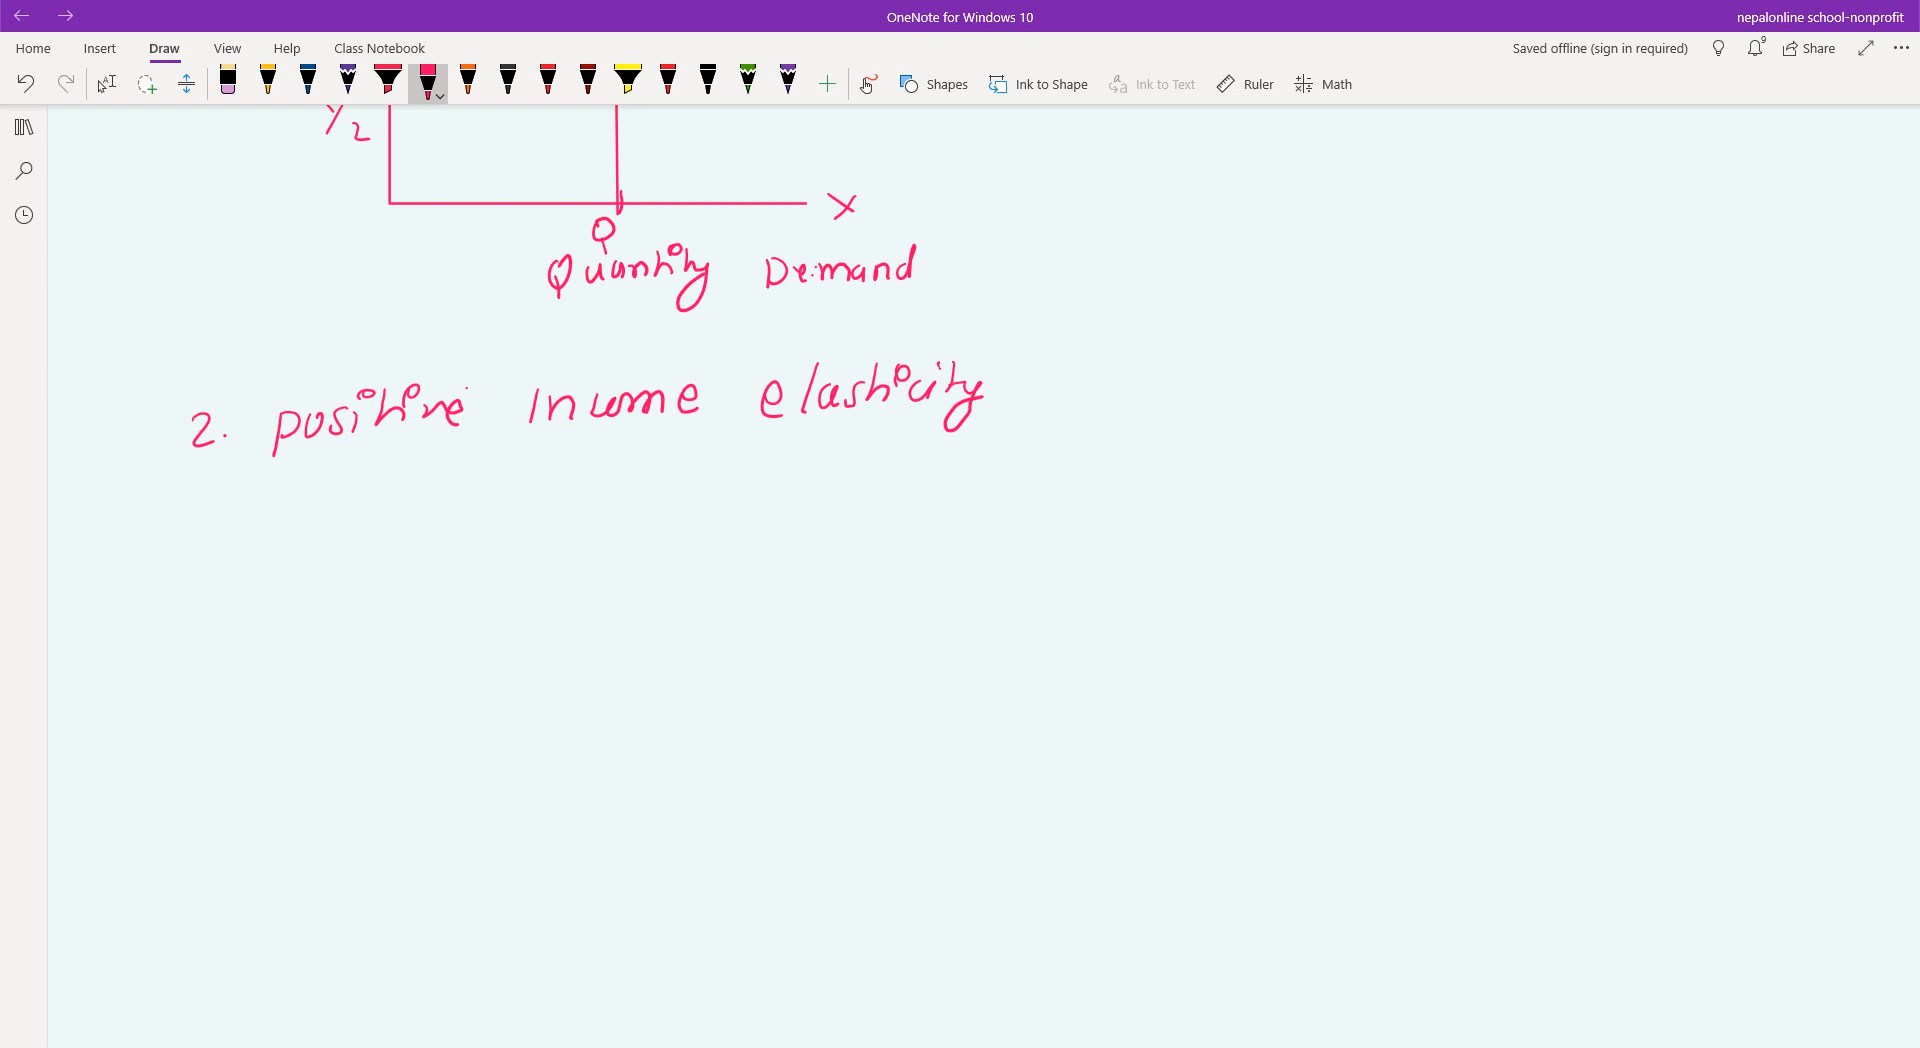 OneNote for Windows 10
nepalonline school-nonprofit
Home Insert Draw View Help Class Notebook
Saved offline (sign in required) 9 Share
Shapes Ink to Shape Ink to Text Ruler Math
Y2
X
Q
Quantity Demand
2. positive Income elasticity